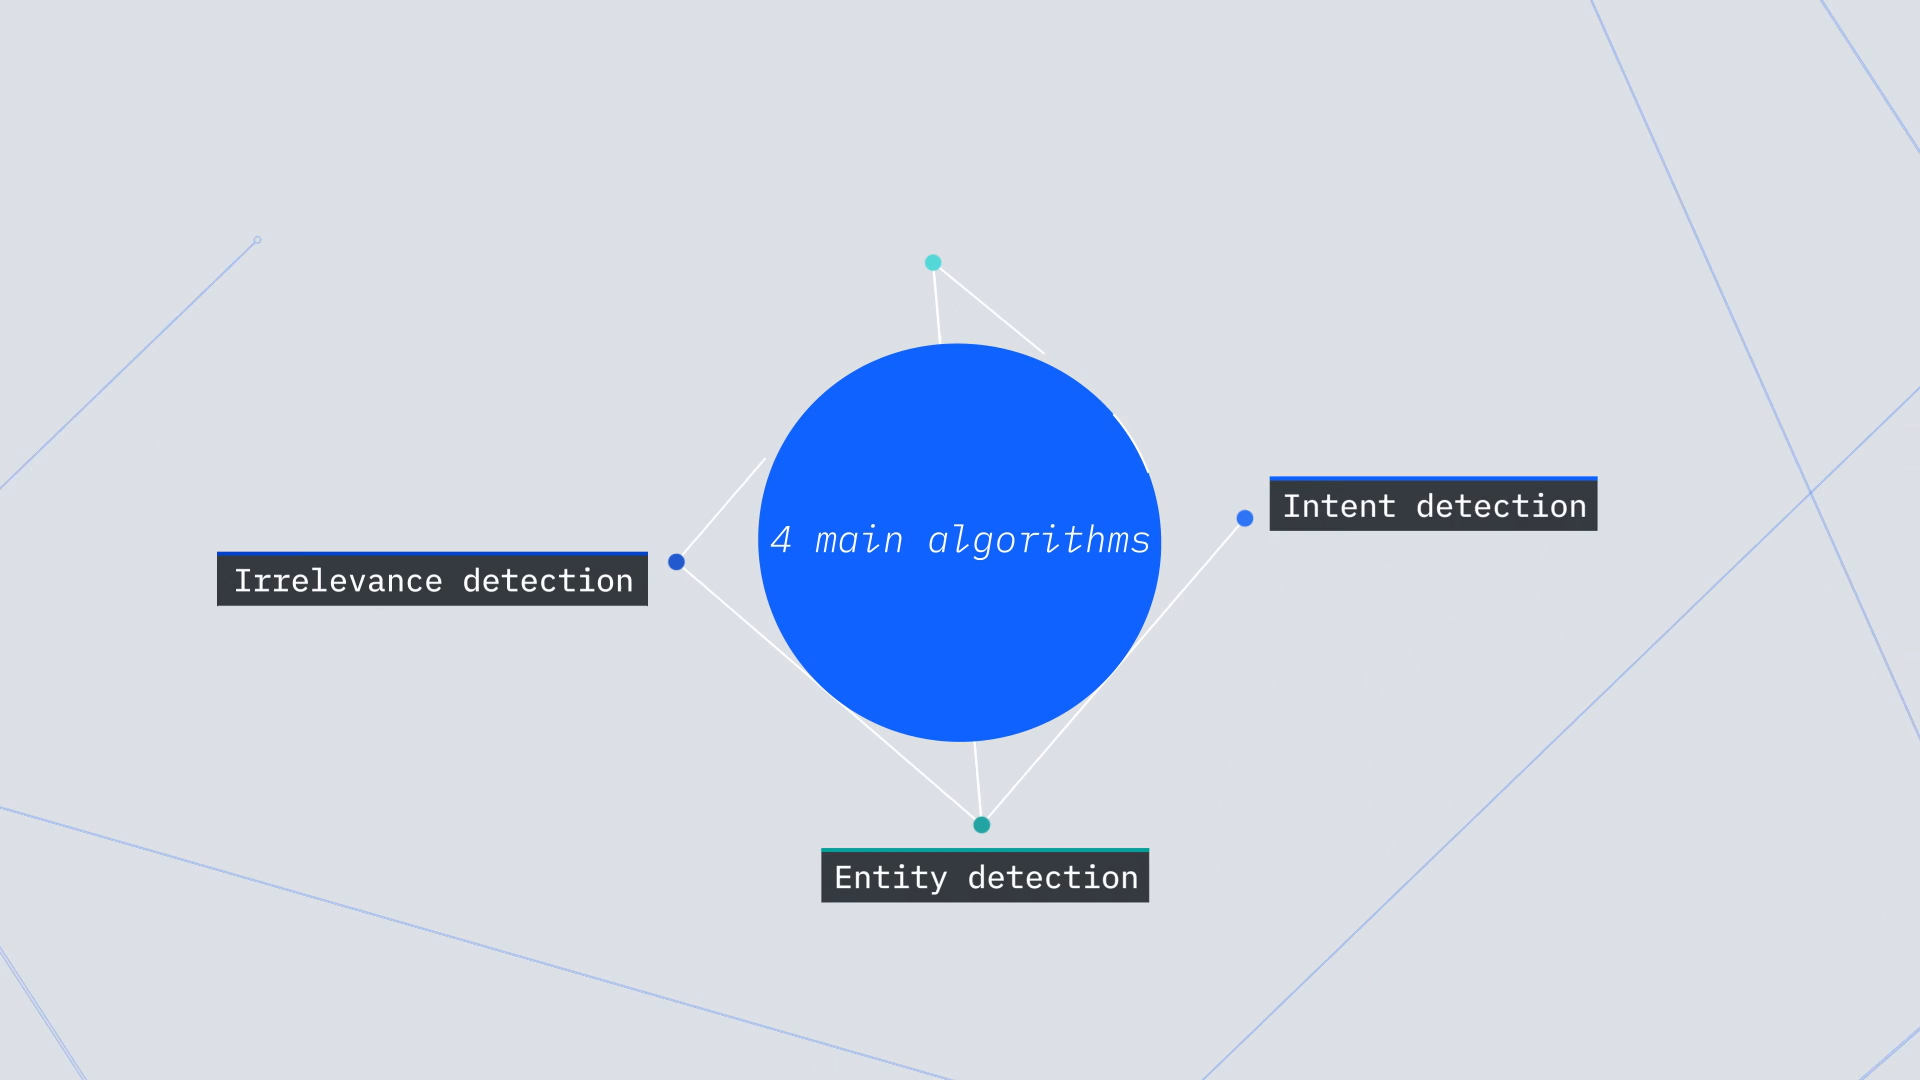 Intent detection
4 main algorithms
Irrelevance detection
Entity detection